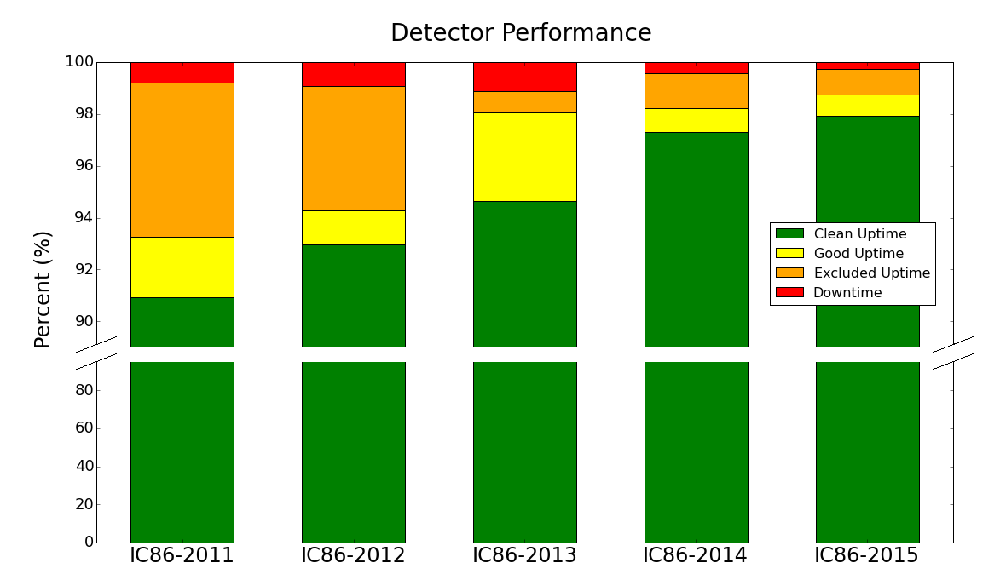 Detector Performance
100
98
96
94
92
90
80
60
40
20
0
Percent (%)
Clean Uptime
Good Uptime
Excluded Uptime
Downtime
IC86-2011 IC86-2012 IC86-2013 IC86-2014 IC86-2015